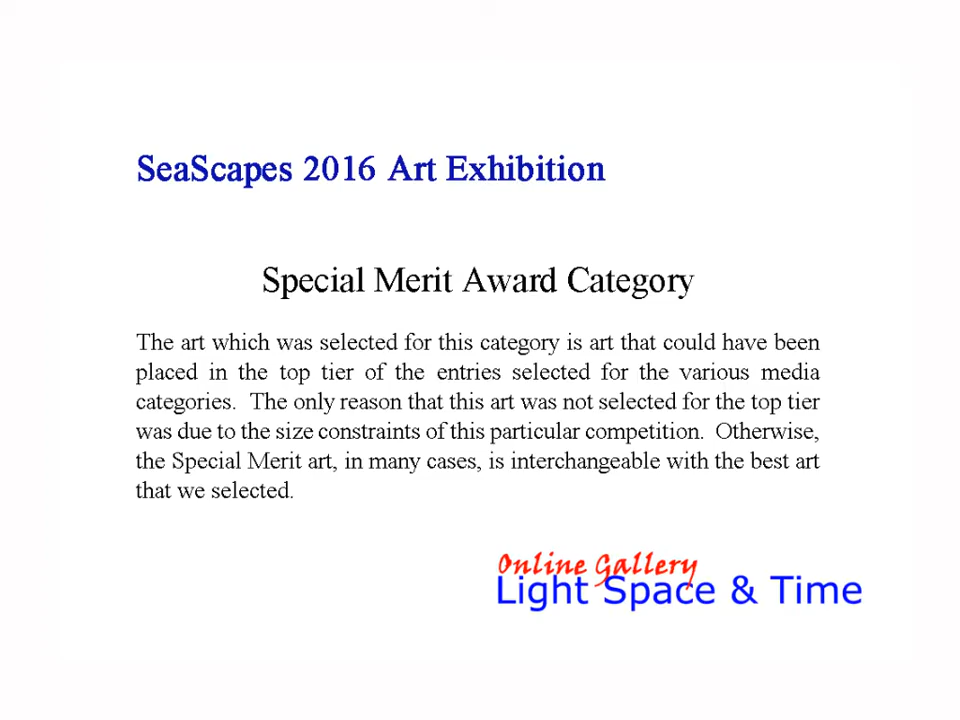 SeaScapes 2016 Art Exhibition
Special Merit Award Category
The art which was selected for this category is art that could have been
placed in the top tier of the entries selected for the various media
categories.  The only reason that this art was not selected for the top tier
was due to the size constraints of this particular competition.  Otherwise,
the Special Merit art, in many cases, is interchangeable with the best art
that we selected.
Online Gallery
Light Space & Time